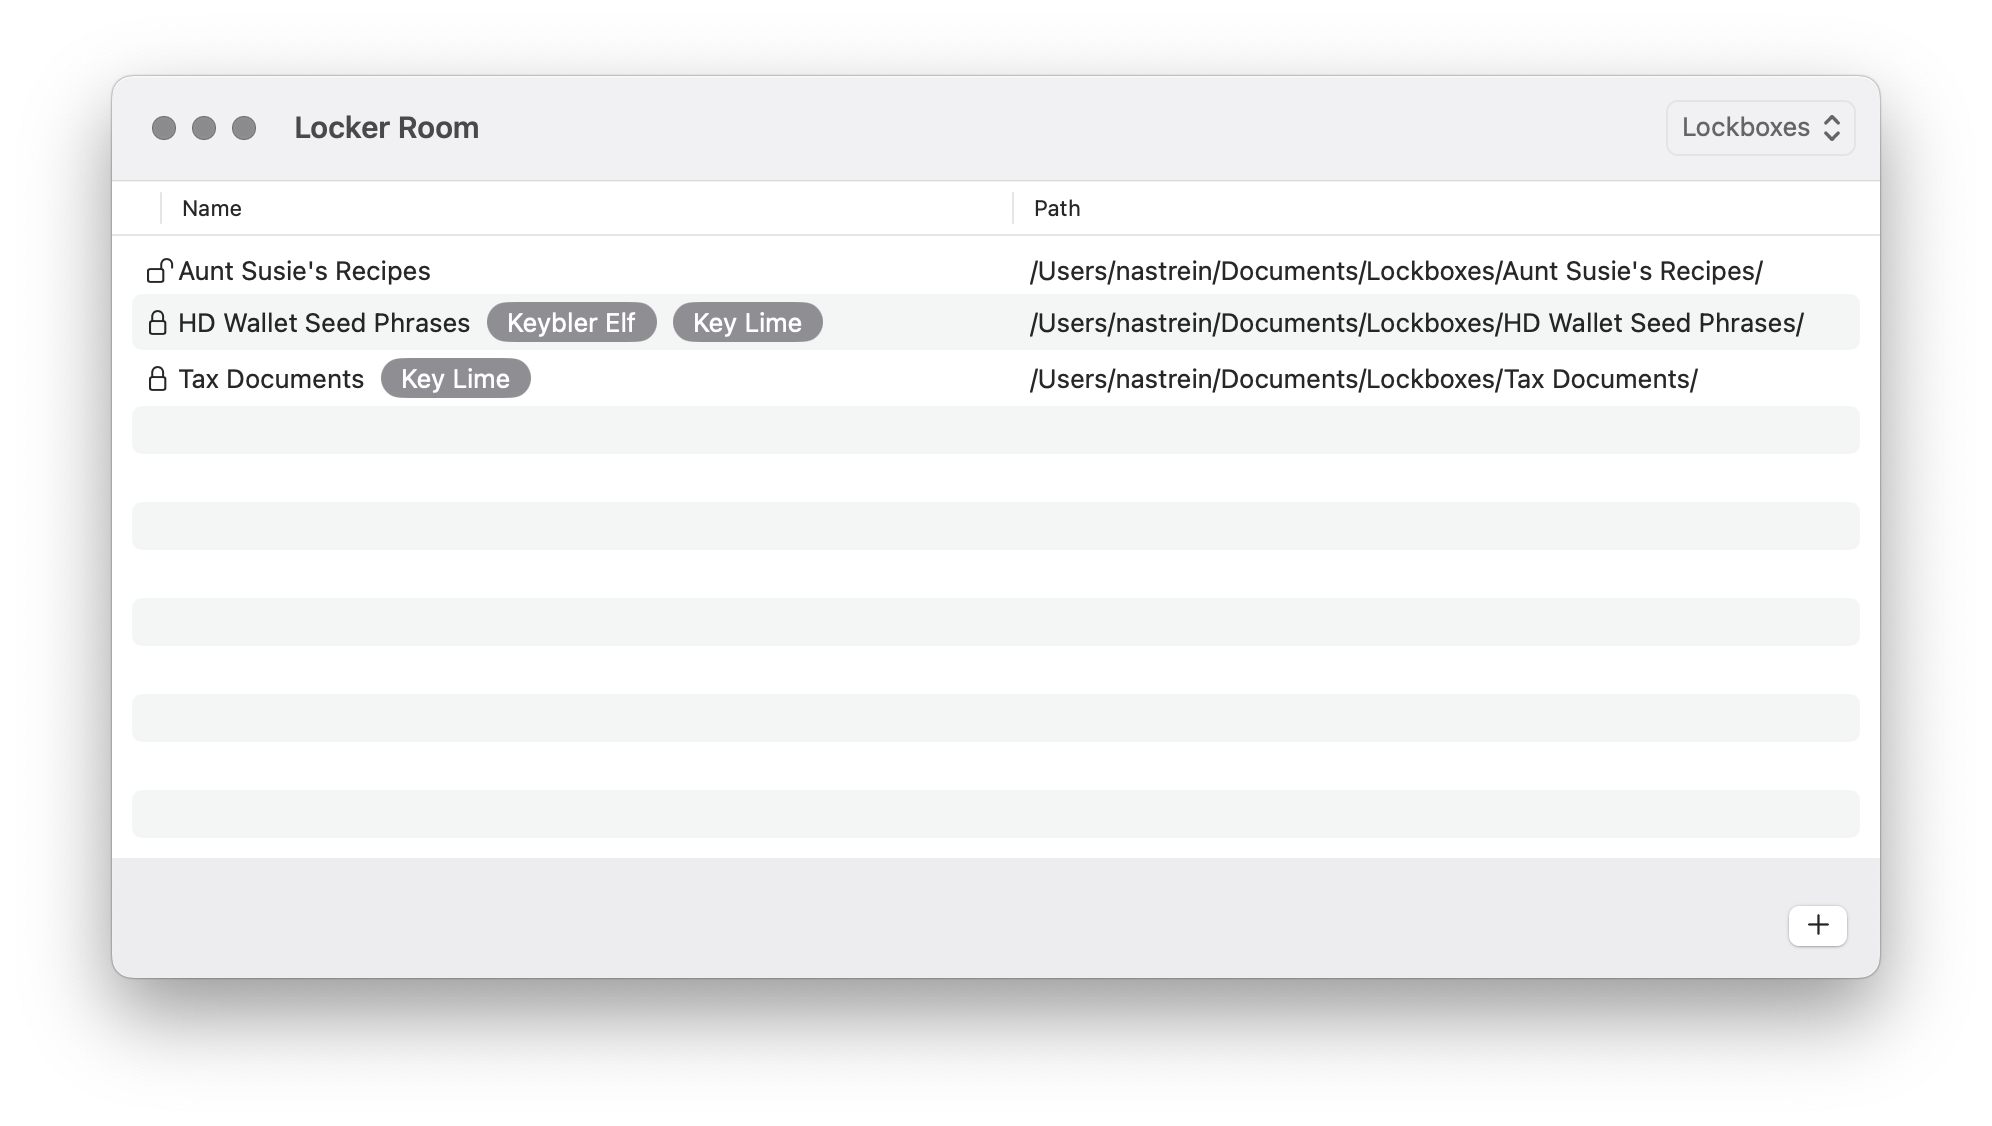 Locker Room Lockboxes
Name Path
Aunt Susie's Recipes /Users/nastrein/Documents/Lockboxes/Aunt Susie's Recipes/
HD Wallet Seed Phrases Keybler Elf Key Lime /Users/nastrein/Documents/Lockboxes/HD Wallet Seed Phrases/
Tax Documents Key Lime /Users/nastrein/Documents/Lockboxes/Tax Documents/
+